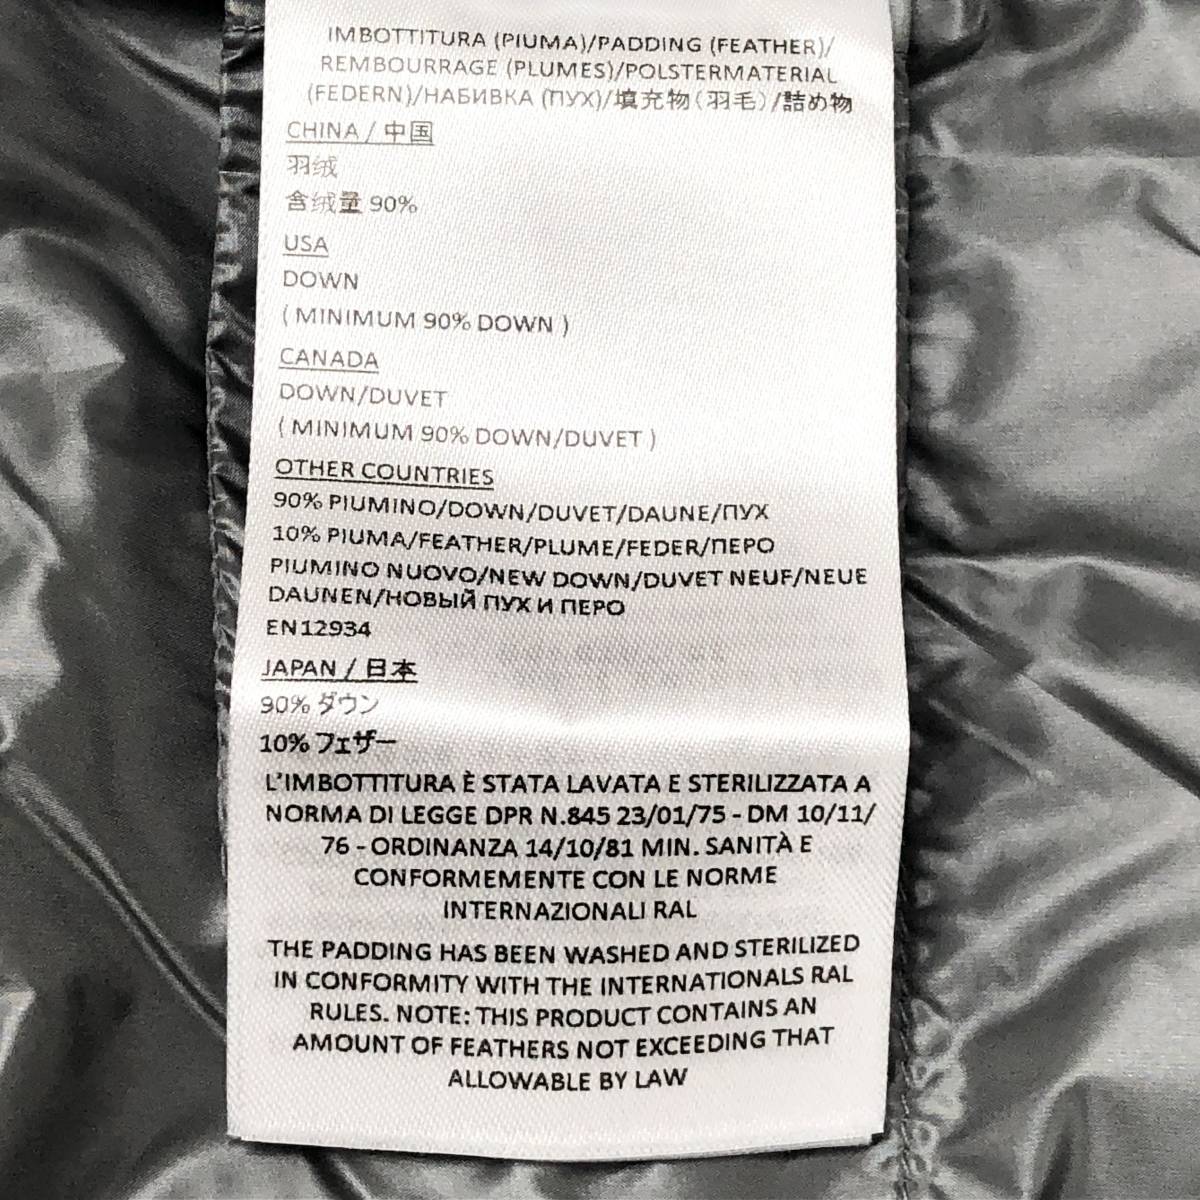 IMBOTTITURA (PIUMA)/PADDING (FEATHER)/
REMBOURRAGE (PLUMES)/POLSTERMATERIAL
(FEDERN)/НАБИВКА (ПУХ)/填充物(羽毛)/詰め物
CHINA / 中国
羽绒
含绒量 90%
USA
DOWN
( MINIMUM 90% DOWN )
CANADA
DOWN/DUVET
( MINIMUM 90% DOWN/DUVET )
OTHER COUNTRIES
90% PIUMINO/DOWN/DUVET/DAUNE/ПУХ
10% PIUMA/FEATHER/PLUME/FEDER/ПЕРО
PIUMINO NUOVO/NEW DOWN/DUVET NEUF/NEUE
DAUNEN/НОВЫЙ ПУХ И ПЕРО
EN12934
JAPAN / 日本
90% ダウン
10% フェザー
L'IMBOTTITURA È STATA LAVATA E STERILIZZATA A
NORMA DI LEGGE DPR N.845 23/01/75 - DM 10/11/
76 - ORDINANZA 14/10/81 MIN. SANITÀ E
CONFORMEMENTE CON LE NORME
INTERNAZIONALI RAL
THE PADDING HAS BEEN WASHED AND STERILIZED
IN CONFORMITY WITH THE INTERNATIONALS RAL
RULES. NOTE: THIS PRODUCT CONTAINS AN
AMOUNT OF FEATHERS NOT EXCEEDING THAT
ALLOWABLE BY LAW